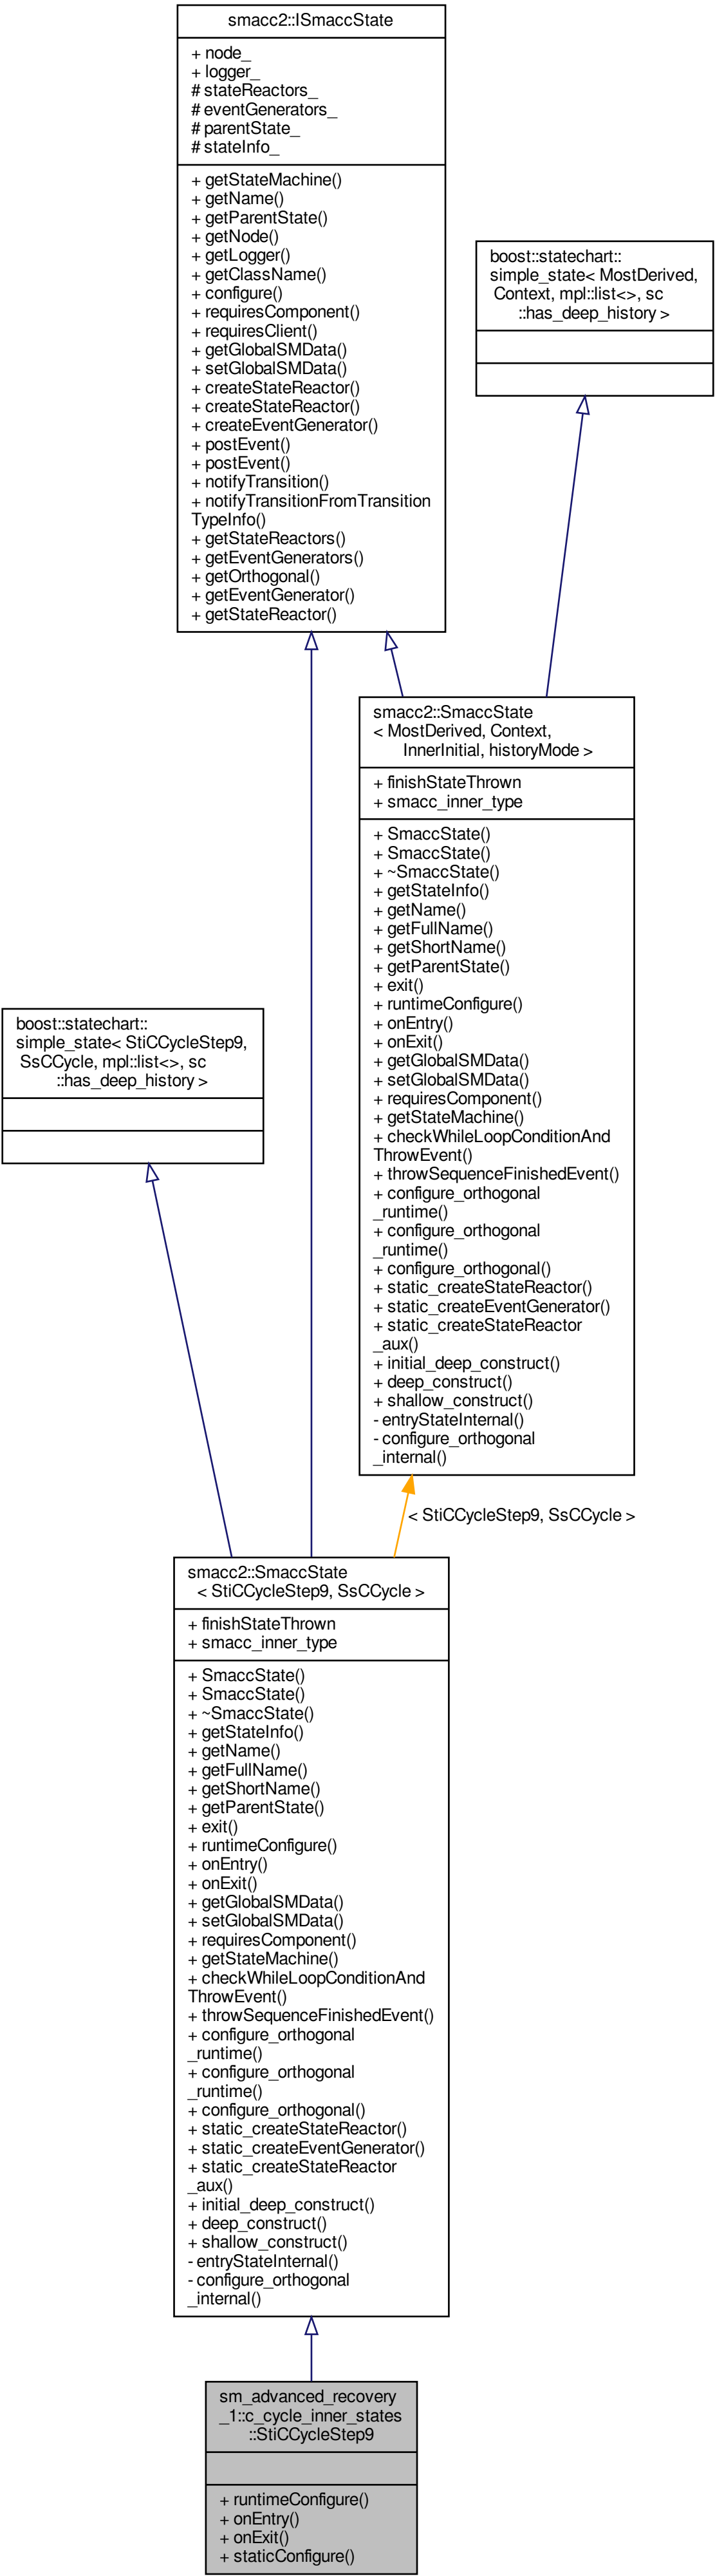 smacc2::ISmaccState
+ node_
+ logger_
# stateReactors_
# eventGenerators_
# parentState_
# stateInfo_
+ getStateMachine()
+ getName()
+ getParentState()
+ getNode()
+ getLogger()
+ getClassName()
+ configure()
+ requiresComponent()
+ requiresClient()
+ getGlobalSMData()
+ setGlobalSMData()
+ createStateReactor()
+ createStateReactor()
+ createEventGenerator()
+ postEvent()
+ postEvent()
+ notifyTransition()
+ notifyTransitionFromTransition
TypeInfo()
+ getStateReactors()
+ getEventGenerators()
+ getOrthogonal()
+ getEventGenerator()
+ getStateReactor()
boost::statechart::
simple_state< MostDerived,
Context, mpl::list<>, sc
::has_deep_history >
smacc2::SmaccState
< MostDerived, Context,
InnerInitial, historyMode >
+ finishStateThrown
+ smacc_inner_type
+ SmaccState()
+ SmaccState()
+ ~SmaccState()
+ getStateInfo()
+ getName()
+ getFullName()
+ getShortName()
+ getParentState()
+ exit()
+ runtimeConfigure()
+ onEntry()
+ onExit()
+ getGlobalSMData()
+ setGlobalSMData()
+ requiresComponent()
+ getStateMachine()
+ checkWhileLoopConditionAnd
ThrowEvent()
+ throwSequenceFinishedEvent()
+ configure_orthogonal
_runtime()
+ configure_orthogonal
_runtime()
+ configure_orthogonal()
+ static_createStateReactor()
+ static_createEventGenerator()
+ static_createStateReactor
_aux()
+ initial_deep_construct()
+ deep_construct()
+ shallow_construct()
- entryStateInternal()
- configure_orthogonal
_internal()
boost::statechart::
simple_state< StiCCycleStep9,
SsCCycle, mpl::list<>, sc
::has_deep_history >
< StiCCycleStep9, SsCCycle >
smacc2::SmaccState
< StiCCycleStep9, SsCCycle >
+ finishStateThrown
+ smacc_inner_type
+ SmaccState()
+ SmaccState()
+ ~SmaccState()
+ getStateInfo()
+ getName()
+ getFullName()
+ getShortName()
+ getParentState()
+ exit()
+ runtimeConfigure()
+ onEntry()
+ onExit()
+ getGlobalSMData()
+ setGlobalSMData()
+ requiresComponent()
+ getStateMachine()
+ checkWhileLoopConditionAnd
ThrowEvent()
+ throwSequenceFinishedEvent()
+ configure_orthogonal
_runtime()
+ configure_orthogonal
_runtime()
+ configure_orthogonal()
+ static_createStateReactor()
+ static_createEventGenerator()
+ static_createStateReactor
_aux()
+ initial_deep_construct()
+ deep_construct()
+ shallow_construct()
- entryStateInternal()
- configure_orthogonal
_internal()
sm_advanced_recovery
_1::c_cycle_inner_states
::StiCCycleStep9
+ runtimeConfigure()
+ onEntry()
+ onExit()
+ staticConfigure()